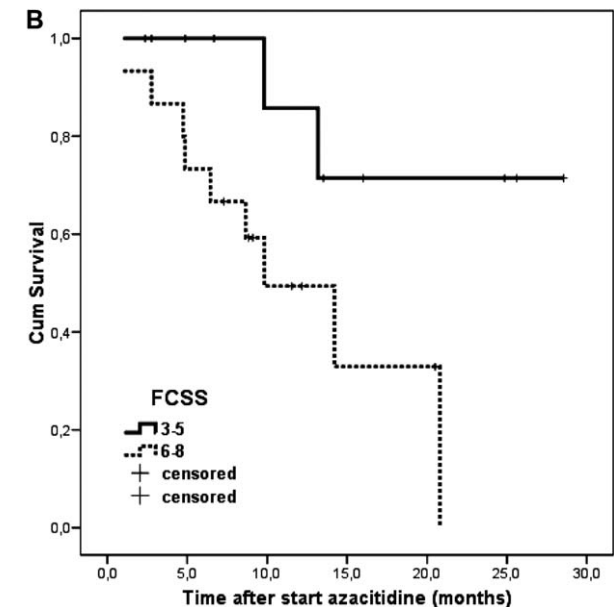 B
Cum Survival
1,0
0,8
0,6
0,4
0,2
0,0
FCSS
3-5
6-8
censored
censored
0,0 5,0 10,0 15,0 20,0 25,0 30,0
Time after start azacitidine (months)